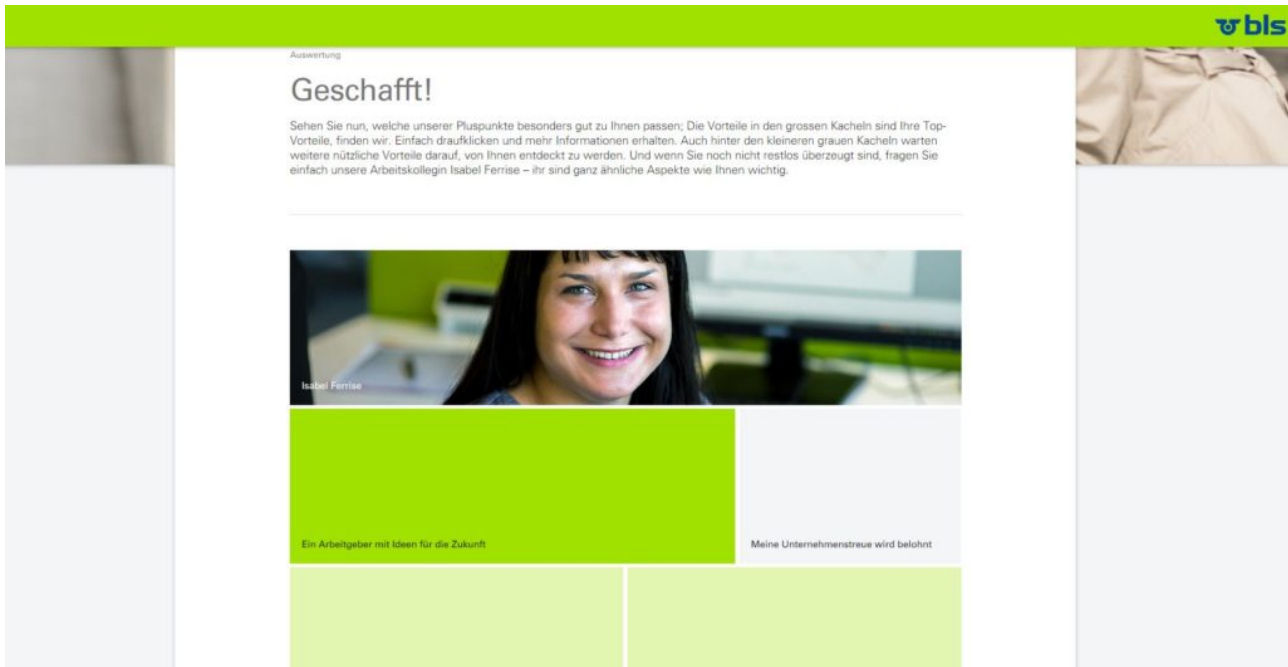 bls
Auswertung
Geschafft!
Sehen Sie nun, welche unserer Pluspunkte besonders gut zu Ihnen passen; Die Vorteile in den grossen Kacheln sind Ihre Top-
Vorteile, finden wir. Einfach draufklicken und mehr Informationen erhalten. Auch hinter den kleineren grauen Kacheln warten
weitere nützliche Vorteile darauf, von Ihnen entdeckt zu werden. Und wenn Sie noch nicht restlos überzeugt sind, fragen Sie
einfach unsere Arbeitskollegin Isabel Ferrise – ihr sind ganz ähnliche Aspekte wie Ihnen wichtig.
Isabel Ferrise
Ein Arbeitgeber mit Ideen für die Zukunft
Meine Unternehmenstreue wird belohnt